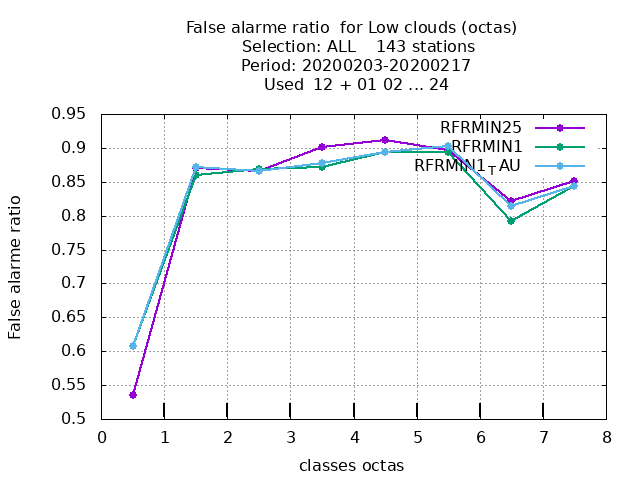 False alarme ratio  for Low clouds (octas)
Selection: ALL    143 stations
Period: 20200203-20200217
Used  12 + 01 02 ... 24
RFRMIN25
RFRMIN1
RFRMIN1TAU
False alarme ratio
0.95
0.9
0.85
0.8
0.75
0.7
0.65
0.6
0.55
0.5
0 1 2 3 4 5 6 7 8
classes octas